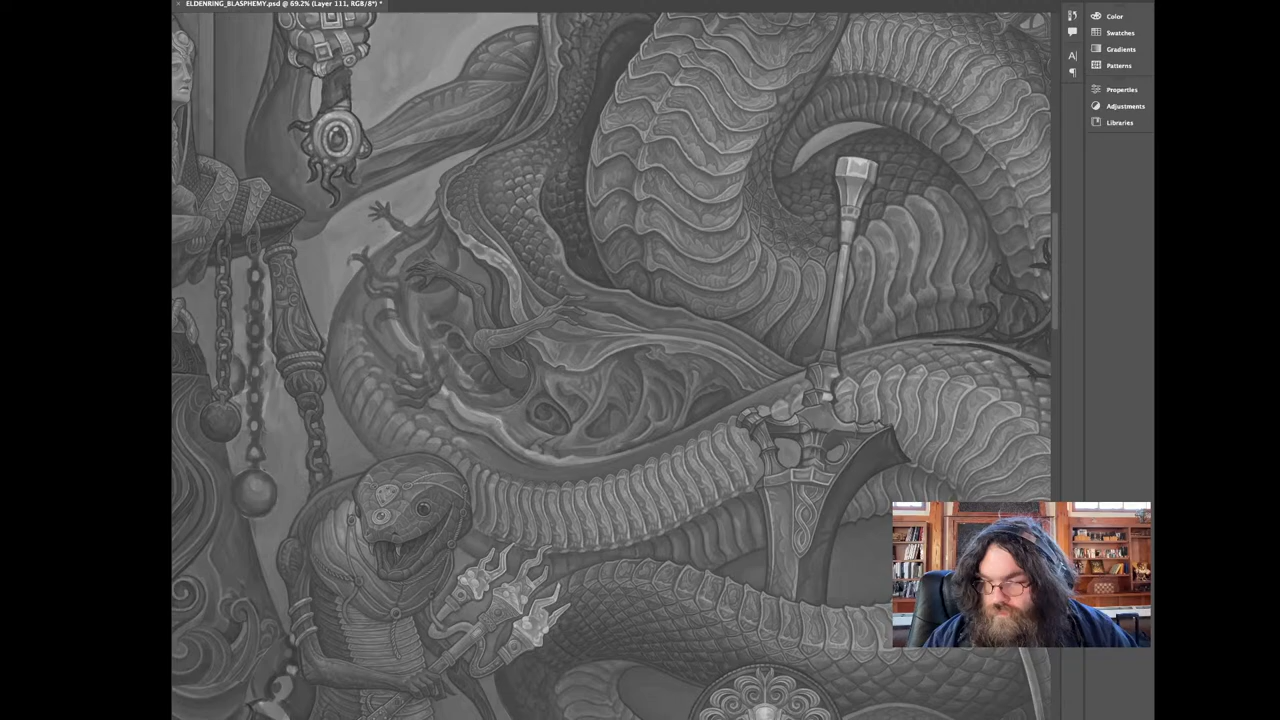 ELDENRING_BLASPHEMY.psd @ 69.2% (Layer 111, RGB/8*) *
Color
Swatches
Gradients
Patterns
Properties
Adjustments
Libraries